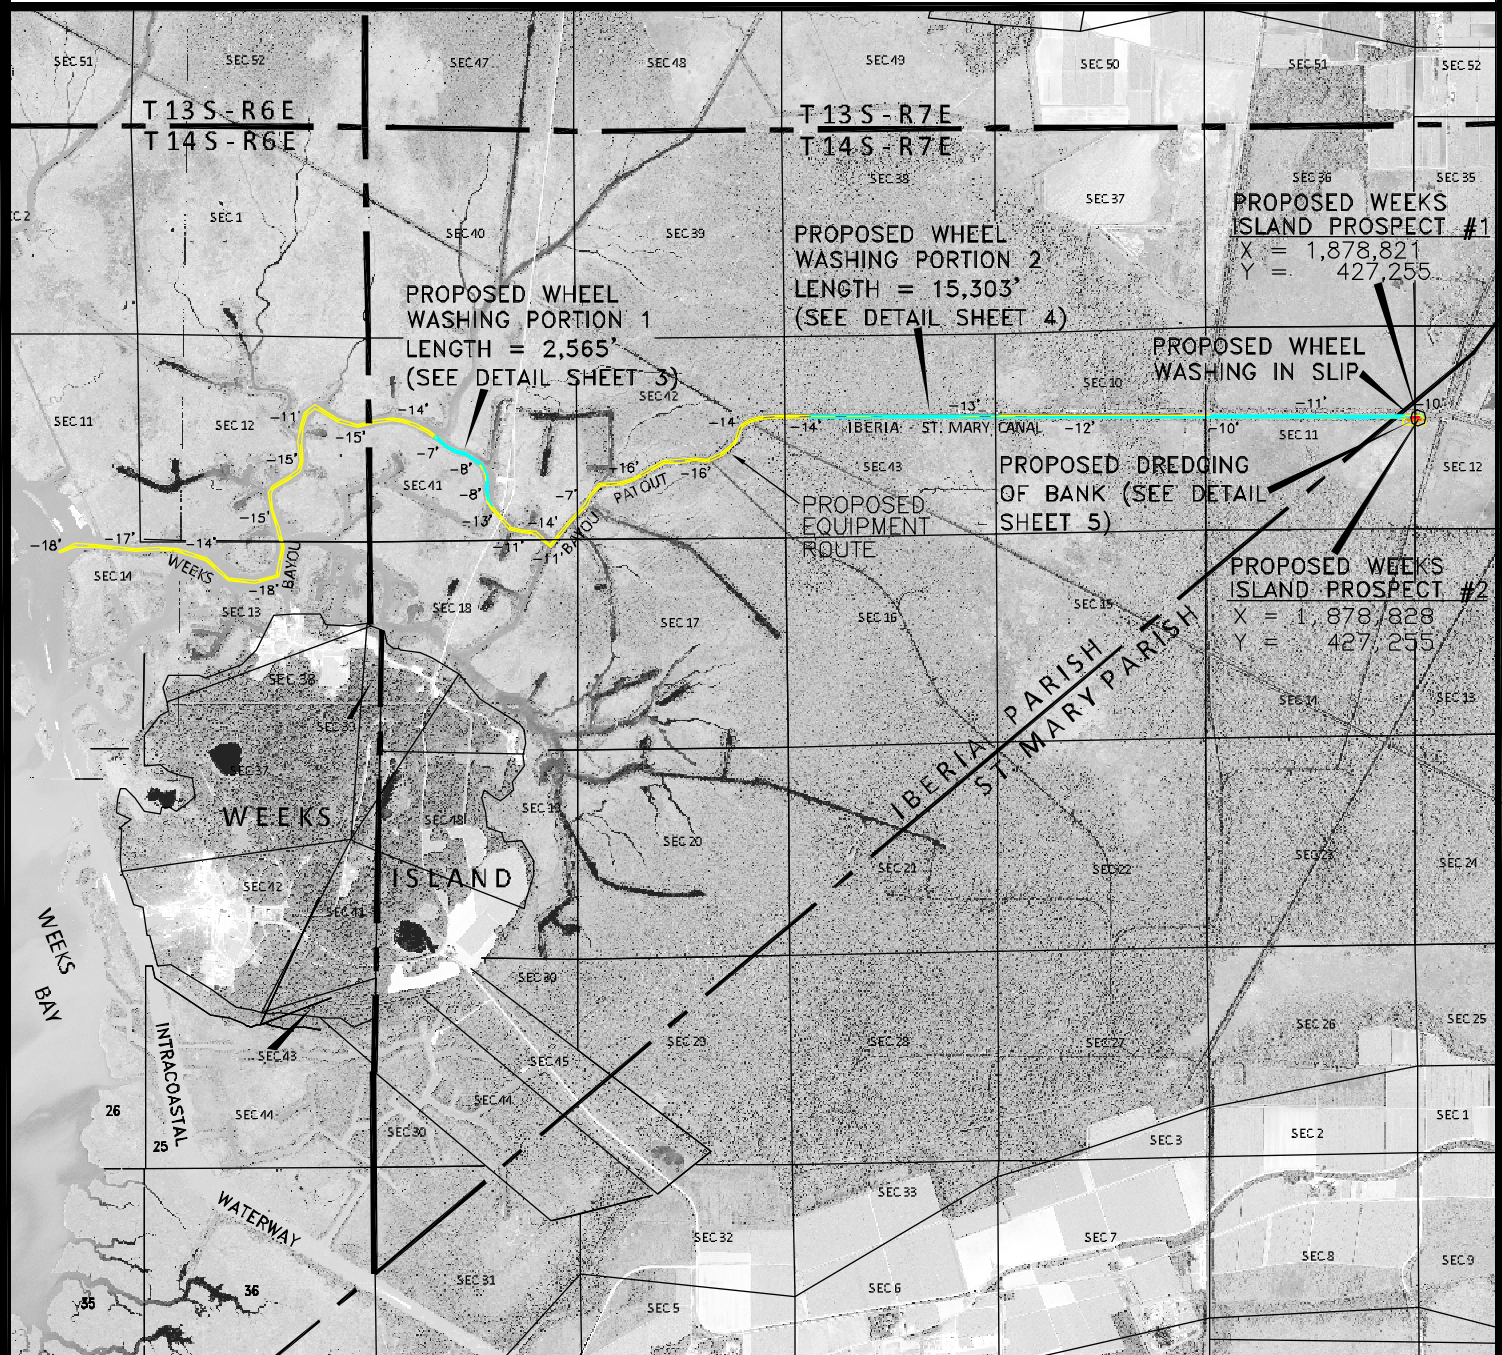 SEC 51
SEC 52
SEC 47
SEC 48
SEC 49
SEC 50
SEC 51
SEC 52
T 13 S - R6 E
T 14 S - R6 E
T 13 S - R7 E
T 14 S - R7 E
SEC 1
SEC 40
SEC 39
SEC 38
SEC 37
SEC 36
SEC 35
PROPOSED WEEKS
ISLAND PROSPECT #1
X = 1,878,821
Y = 427,255
PROPOSED WHEEL
WASHING PORTION 2
LENGTH = 15,303'
(SEE DETAIL SHEET 4)
PROPOSED WHEEL
WASHING PORTION 1
LENGTH = 2,565'
(SEE DETAIL SHEET 3)
PROPOSED WHEEL
WASHING IN SLIP
SEC 11
SEC 12
SEC 42
SEC 10
-11'
-15'
-14'
-7'
-8'
-8'
-13'
-11'
-14'
-11'
-7'
-16'
-16'
-14'
-14'
-13'
-12'
-10'
-11'
-10'
IBERIA - ST. MARY CANAL
SEC 11
SEC 12
SEC 41
SEC 43
BAYOU
PATOUT
PROPOSED
EQUIPMENT
ROUTE
PROPOSED DREDGING
OF BANK (SEE DETAIL
SHEET 5)
-15'
-15'
-18'
-17'
-14'
-18'
WEEKS
BAYOU
SEC 14
SEC 13
SEC 18
SEC 17
SEC 16
SEC 15
PROPOSED WEEKS
ISLAND PROSPECT #2
X = 1,878,828
Y = 427,255
SEC 14
SEC 13
IBERIA PARISH
ST. MARY PARISH
SEC 38
SEC 39
SEC 37
WEEKS
ISLAND
SEC 48
SEC 19
SEC 20
SEC 21
SEC 22
SEC 23
SEC 24
SEC 42
SEC 41
WEEKS
BAY
SEC 30
SEC 29
SEC 28
SEC 27
SEC 26
SEC 25
SEC 43
SEC 45
INTRACOASTAL
WATERWAY
26
25
SEC 44
SEC 44
SEC 30
SEC 3
SEC 2
SEC 1
SEC 33
SEC 32
SEC 7
SEC 8
SEC 9
SEC 31
SEC 5
SEC 6
35
36